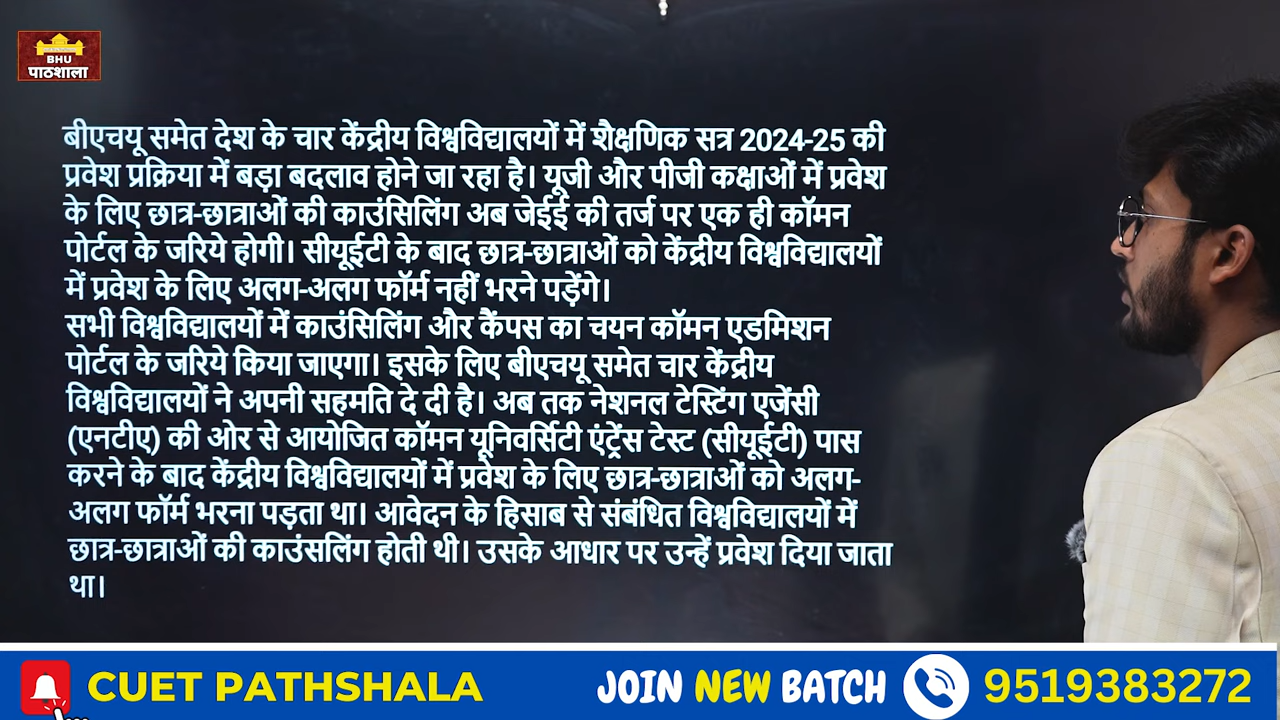 BHU
पाठशाला
बीएचयू समेत देश के चार केंद्रीय विश्वविद्यालयों में शैक्षणिक सत्र 2024-25 की
प्रवेश प्रक्रिया में बड़ा बदलाव होने जा रहा है। यूजी और पीजी कक्षाओं में प्रवेश
के लिए छात्र-छात्राओं की काउंसिलिंग अब जेईई की तर्ज पर एक ही कॉमन
पोर्टल के जरिये होगी। सीयूईटी के बाद छात्र-छात्राओं को केंद्रीय विश्वविद्यालयों
में प्रवेश के लिए अलग-अलग फॉर्म नहीं भरने पड़ेंगे।
सभी विश्वविद्यालयों में काउंसिलिंग और कैंपस का चयन कॉमन एडमिशन
पोर्टल के जरिये किया जाएगा। इसके लिए बीएचयू समेत चार केंद्रीय
विश्वविद्यालयों ने अपनी सहमति दे दी है। अब तक नेशनल टेस्टिंग एजेंसी
(एनटीए) की ओर से आयोजित कॉमन यूनिवर्सिटी एंट्रेंस टेस्ट (सीयूईटी) पास
करने के बाद केंद्रीय विश्वविद्यालयों में प्रवेश के लिए छात्र-छात्राओं को अलग-
अलग फॉर्म भरना पड़ता था। आवेदन के हिसाब से संबंधित विश्वविद्यालयों में
छात्र-छात्राओं की काउंसलिंग होती थी। उसके आधार पर उन्हें प्रवेश दिया जाता
था।
CUET PATHSHALA
JOIN NEW BATCH
9519383272